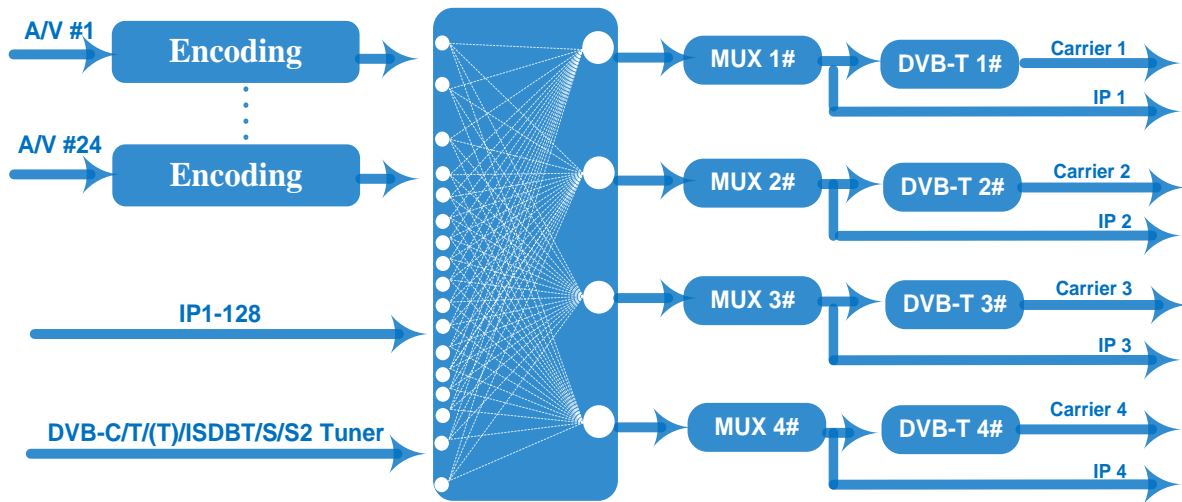 A/V #1
Encoding
A/V #24
Encoding
IP1-128
DVB-C/T/(T)/ISDBT/S/S2 Tuner
MUX 1#
DVB-T 1#
Carrier 1
IP 1
MUX 2#
DVB-T 2#
Carrier 2
IP 2
MUX 3#
DVB-T 3#
Carrier 3
IP 3
MUX 4#
DVB-T 4#
Carrier 4
IP 4